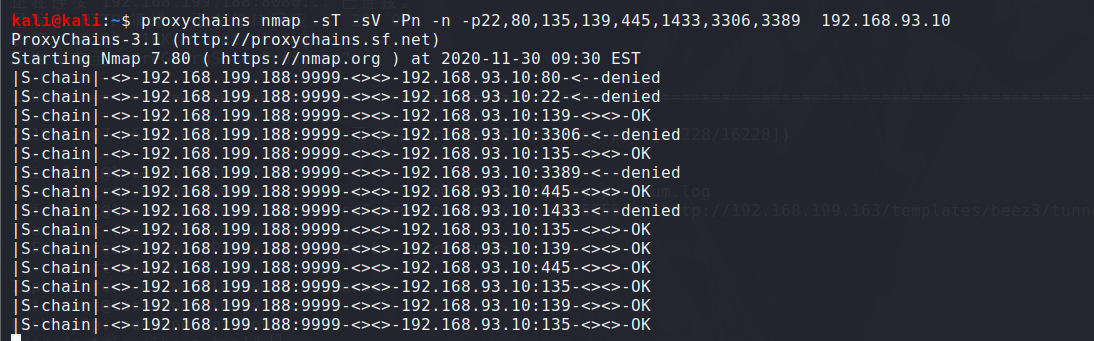 kali@kali:~$ proxychains nmap -sT -sV -Pn -n -p22,80,135,139,445,1433,3306,3389  192.168.93.10
ProxyChains-3.1 (http://proxychains.sf.net)
Starting Nmap 7.80 ( https://nmap.org ) at 2020-11-30 09:30 EST
|S-chain|-<>-192.168.199.188:9999-<><>-192.168.93.10:80-<--denied
|S-chain|-<>-192.168.199.188:9999-<><>-192.168.93.10:22-<--denied
|S-chain|-<>-192.168.199.188:9999-<><>-192.168.93.10:139-<><>-OK
|S-chain|-<>-192.168.199.188:9999-<><>-192.168.93.10:3306-<--denied
|S-chain|-<>-192.168.199.188:9999-<><>-192.168.93.10:135-<><>-OK
|S-chain|-<>-192.168.199.188:9999-<><>-192.168.93.10:3389-<--denied
|S-chain|-<>-192.168.199.188:9999-<><>-192.168.93.10:445-<><>-OK
|S-chain|-<>-192.168.199.188:9999-<><>-192.168.93.10:1433-<--denied
|S-chain|-<>-192.168.199.188:9999-<><>-192.168.93.10:135-<><>-OK
|S-chain|-<>-192.168.199.188:9999-<><>-192.168.93.10:139-<><>-OK
|S-chain|-<>-192.168.199.188:9999-<><>-192.168.93.10:445-<><>-OK
|S-chain|-<>-192.168.199.188:9999-<><>-192.168.93.10:135-<><>-OK
|S-chain|-<>-192.168.199.188:9999-<><>-192.168.93.10:139-<><>-OK
|S-chain|-<>-192.168.199.188:9999-<><>-192.168.93.10:135-<><>-OK